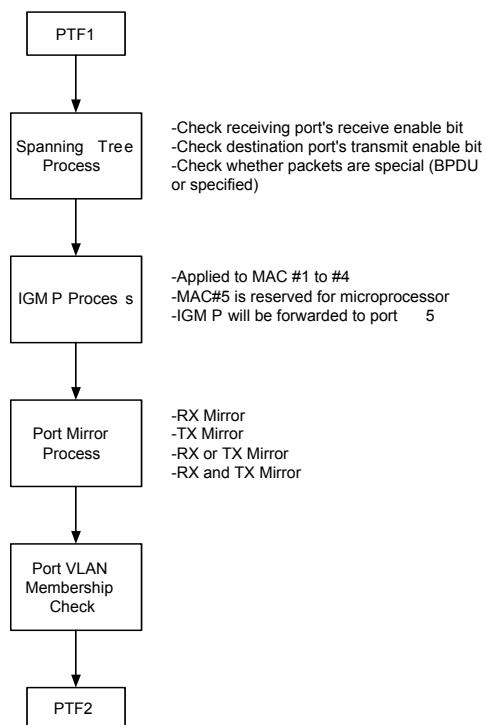 PTF1
Spanning Tree
Process
-Check receiving port's receive enable bit
-Check destination port's transmit enable bit
-Check whether packets are special (BPDU
or specified)
IGM P Proces s
-Applied to MAC #1 to #4
-MAC#5 is reserved for microprocessor
-IGM P will be forwarded to port 5
Port Mirror
Process
-RX Mirror
-TX Mirror
-RX or TX Mirror
-RX and TX Mirror
Port VLAN
Membership
Check
PTF2